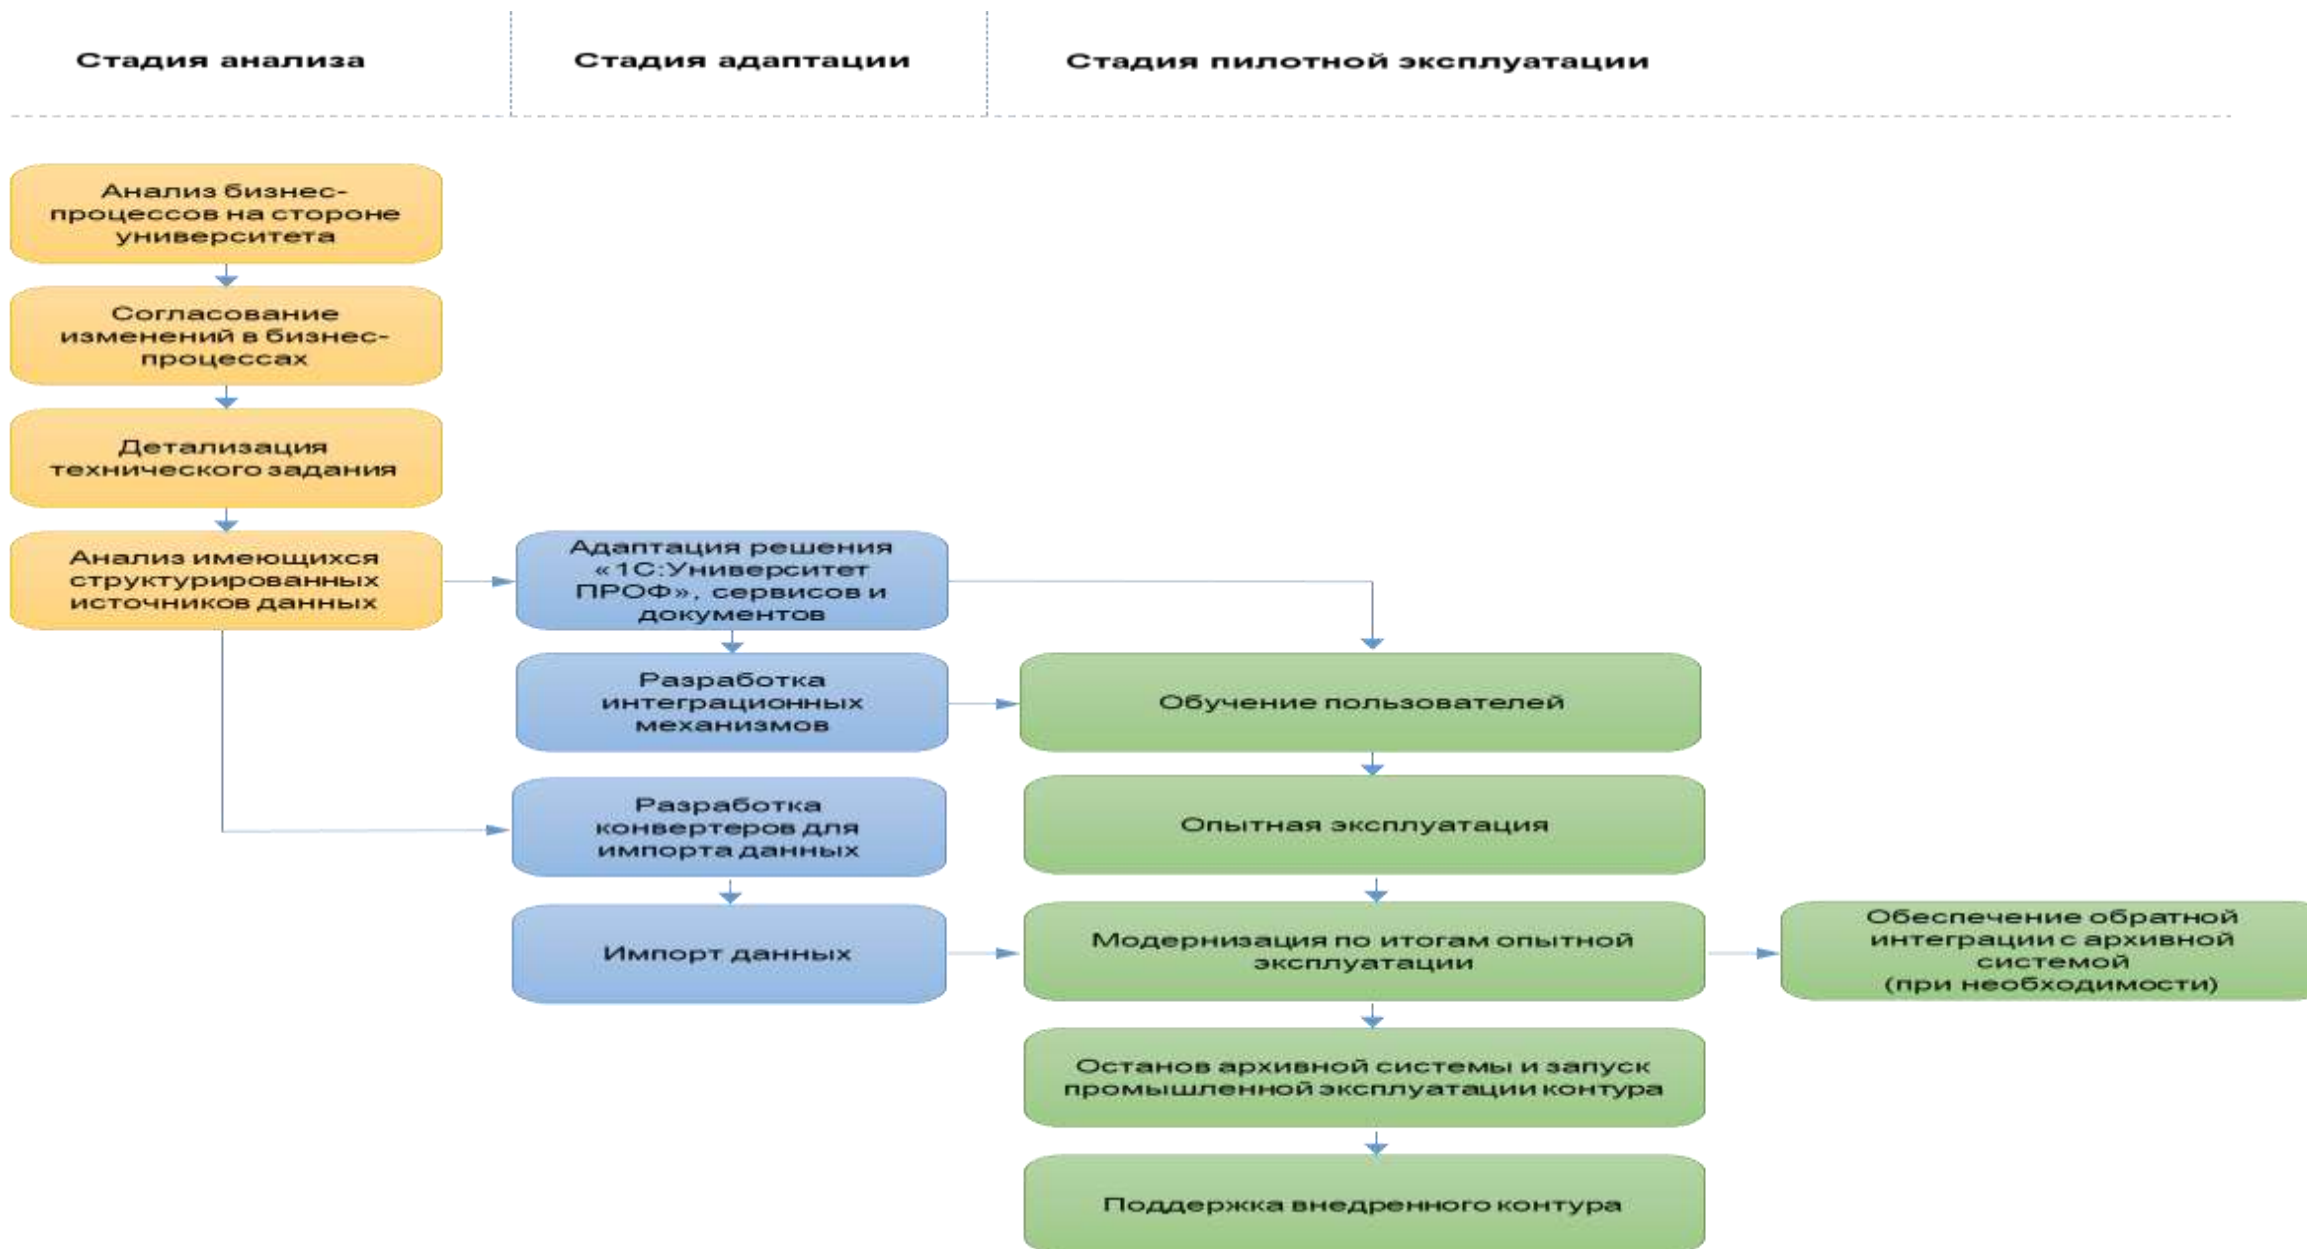 Стадия анализа
Стадия адаптации
Стадия пилотной эксплуатации
Анализ бизнес-
процессов на стороне
университета
Согласование
изменений в бизнес-
процессах
Детализация
технического задания
Анализ имеющихся
структурированных
источников данных
Адаптация решения
«1С:Университет
ПРОФ», сервисов и
документов
Разработка
интеграционных
механизмов
Разработка
конвертеров для
импорта данных
Импорт данных
Обучение пользователей
Опытная эксплуатация
Модернизация по итогам опытной
эксплуатации
Обеспечение обратной
интеграции с архивной
системой
(при необходимости)
Останов архивной системы и запуск
промышленной эксплуатации контура
Поддержка внедренного контура